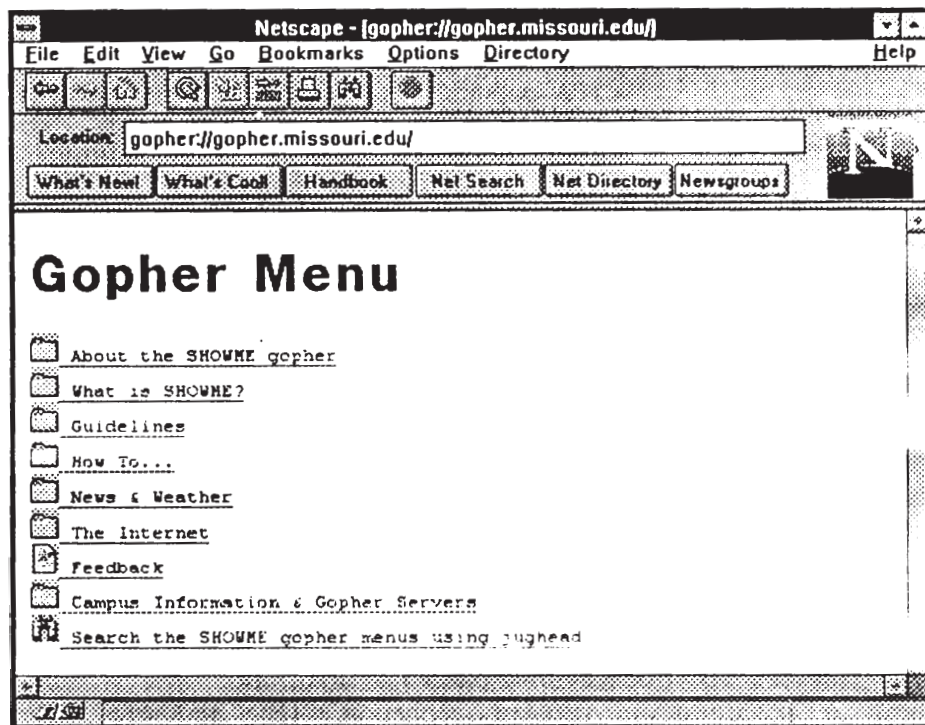 Netscape - [gopher://gopher.missouri.edu/]
File Edit View Go Bookmarks Options Directory Help
Location: gopher://gopher.missouri.edu/
What's New! What's Cool! Handbook Net Search Net Directory Newsgroups
Gopher Menu
About the SHOWME gopher
What is SHOWME?
Guidelines
How To...
News & Weather
The Internet
Feedback
Campus Information & Gopher Servers
Search the SHOWME gopher menus using jughead